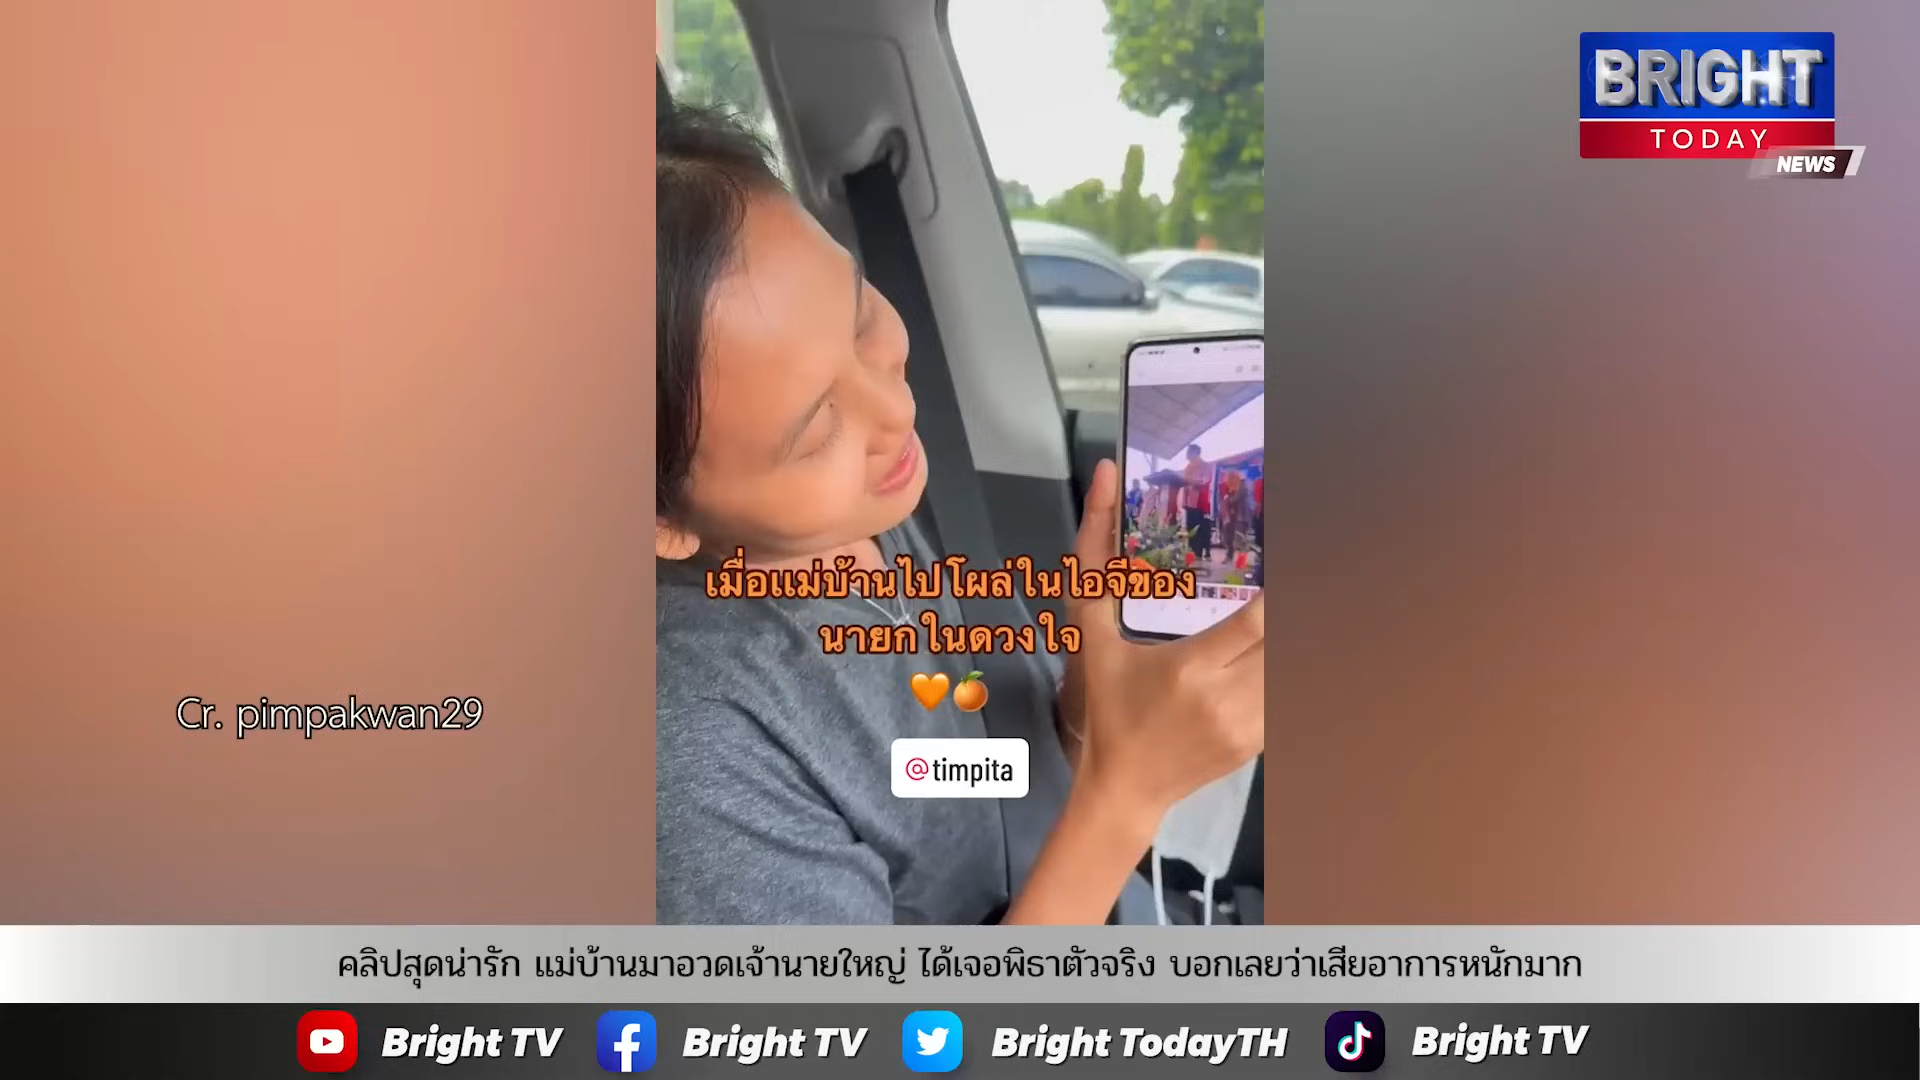 BRIGHT
TODAY
NEWS
เมื่อแม่บ้านไปโผล่ในไอจีของ
นายกในดวงใจ
🧡🍊
@timpita
Cr. pimpakwan29
คลิปสุดน่ารัก แม่บ้านมาอวดเจ้านายใหญ่ ได้เจอพิธาตัวจริง บอกเลยว่าเสียอาการหนักมาก
Bright TV Bright TV Bright TodayTH Bright TV